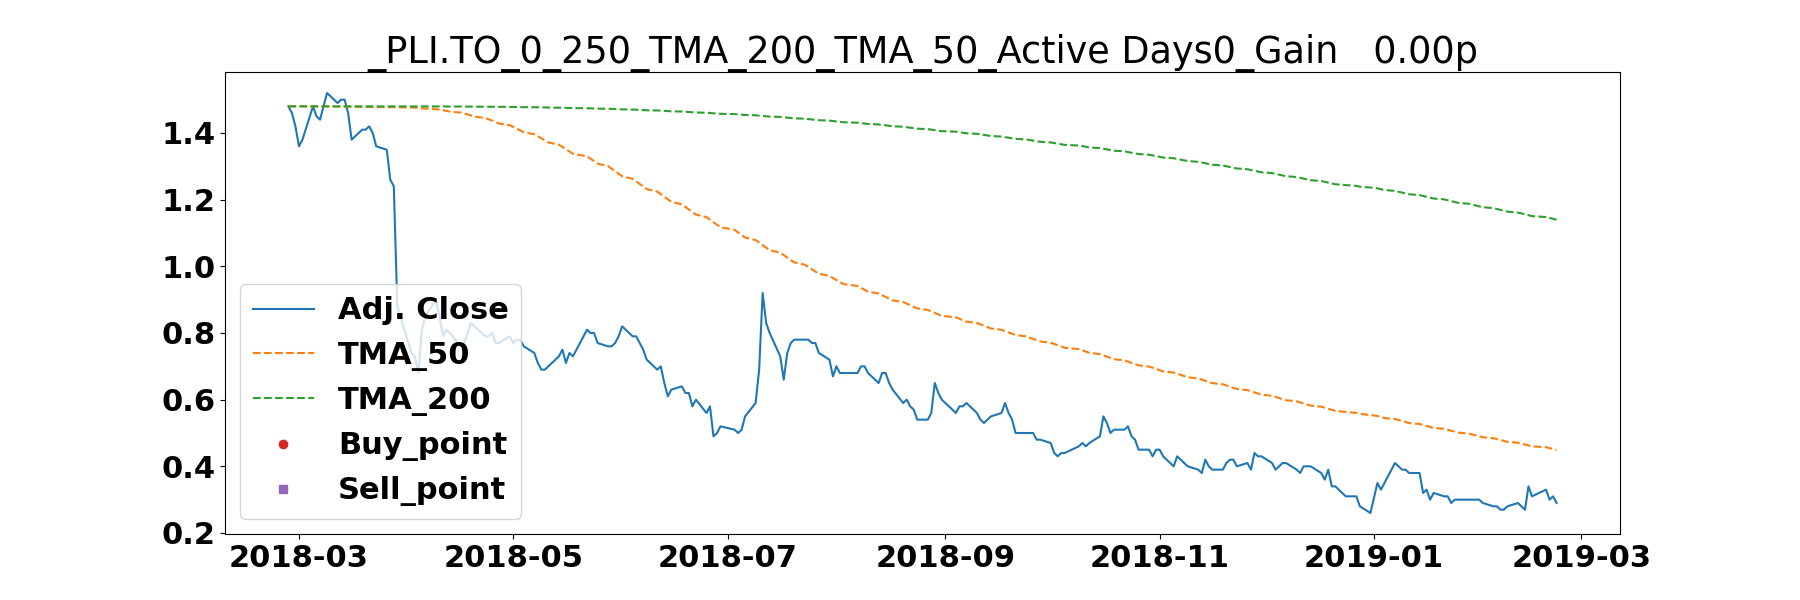 _PLI.TO_0_250_TMA_200_TMA_50_Active Days0_Gain   0.00p
1.4
1.2
1.0
0.8
0.6
0.4
0.2
Adj. Close
TMA_50
TMA_200
Buy_point
Sell_point
2018-03 2018-05 2018-07 2018-09 2018-11 2019-01 2019-03